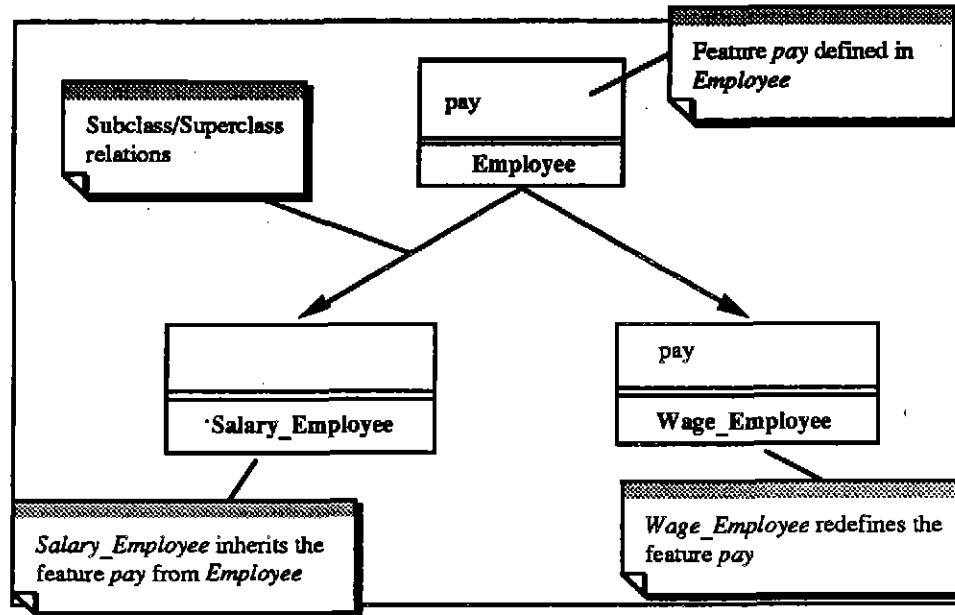 Feature pay defined in
Employee
pay
Employee
Subclass/Superclass
relations
Salary_Employee
pay
Wage_Employee
Salary_Employee inherits the
feature pay from Employee
Wage_Employee redefines the
feature pay